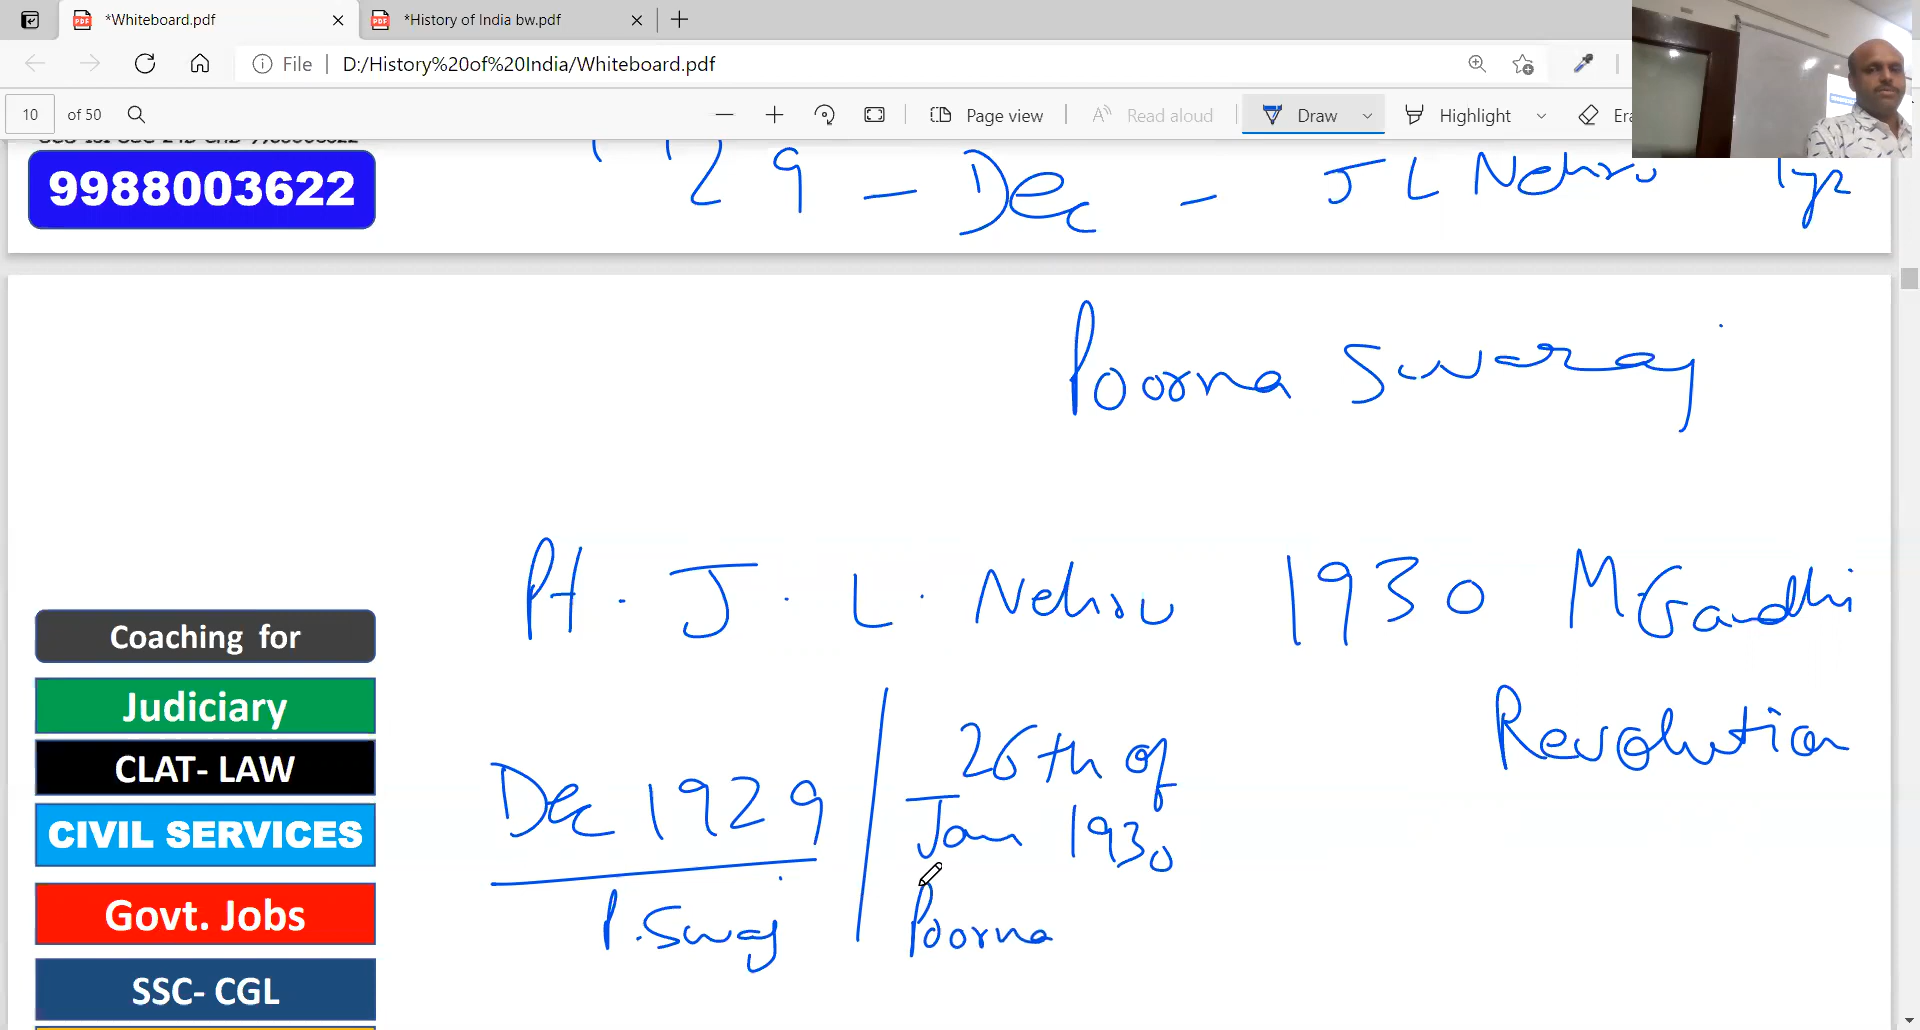 *Whiteboard.pdf
*History of India bw.pdf
File D:/History%20of%20India/Whiteboard.pdf
10 of 50 Page view Read aloud Draw Highlight Era
9988003622
29 - Dec - J L Nehru 1yr
Poorna Swaraj
Pt. J. L. Nehru 1930 M Gandhi
Revolution
Dec 1929
P. Swaj
26th of
Jan 1930
Poorna
Coaching for
Judiciary
CLAT- LAW
CIVIL SERVICES
Govt. Jobs
SSC- CGL